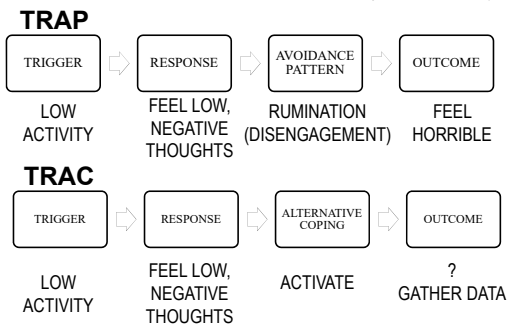 TRAP
TRIGGER
RESPONSE
AVOIDANCE
PATTERN
OUTCOME
LOW
ACTIVITY
FEEL LOW,
NEGATIVE
THOUGHTS
RUMINATION
(DISENGAGEMENT)
FEEL
HORRIBLE
TRAC
TRIGGER
RESPONSE
ALTERNATIVE
COPING
OUTCOME
LOW
ACTIVITY
FEEL LOW,
NEGATIVE
THOUGHTS
ACTIVATE
?
GATHER DATA